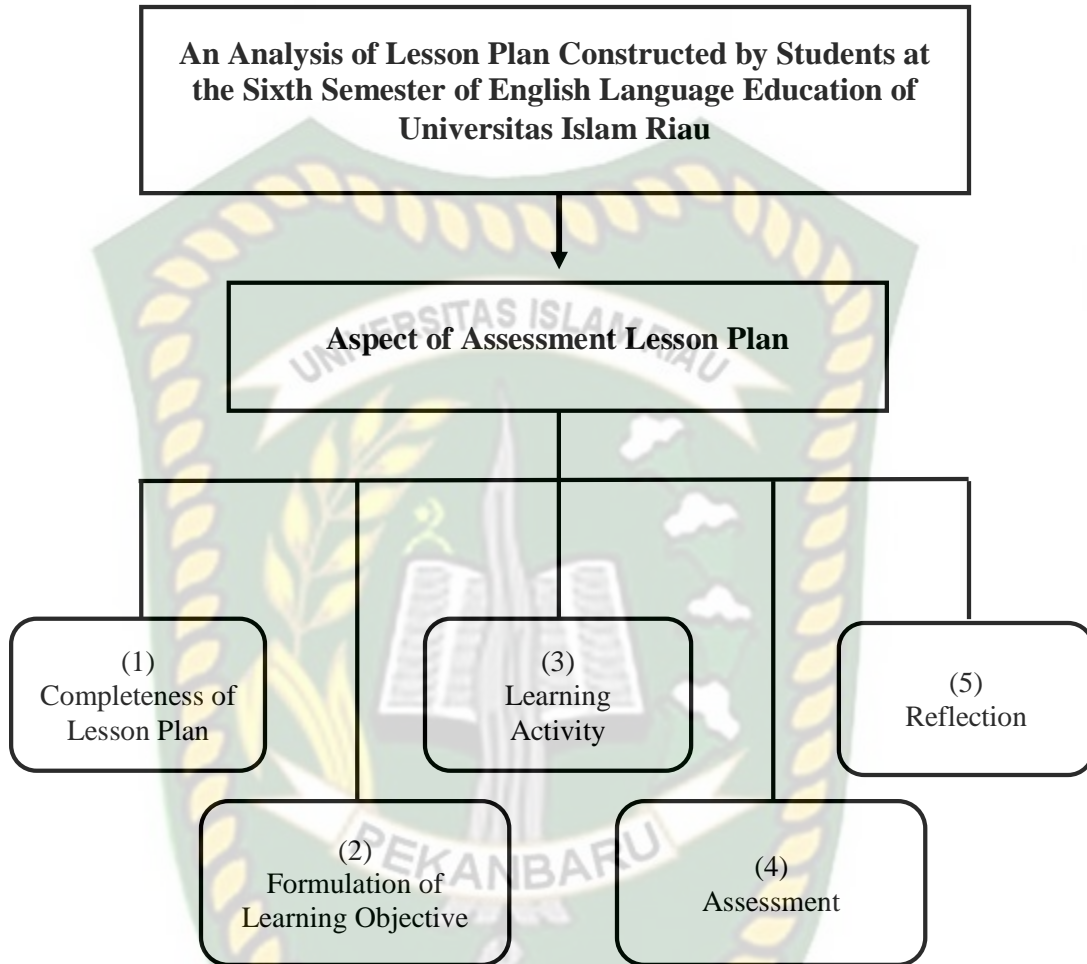 An Analysis of Lesson Plan Constructed by Students at
the Sixth Semester of English Language Education of
Universitas Islam Riau
UNIVERSITAS ISLAM RIAU
Aspect of Assessment Lesson Plan
(1)
Completeness of
Lesson Plan
(3)
Learning
Activity
(5)
Reflection
(2)
Formulation of
Learning Objective
(4)
Assessment
PEKANBARU